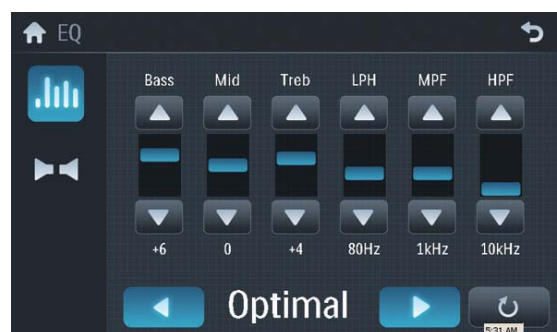 EQ
Bass Mid Treb LPH MPF HPF
+6 0 +4 80Hz 1kHz 10kHz
Optimal
5:31 AM